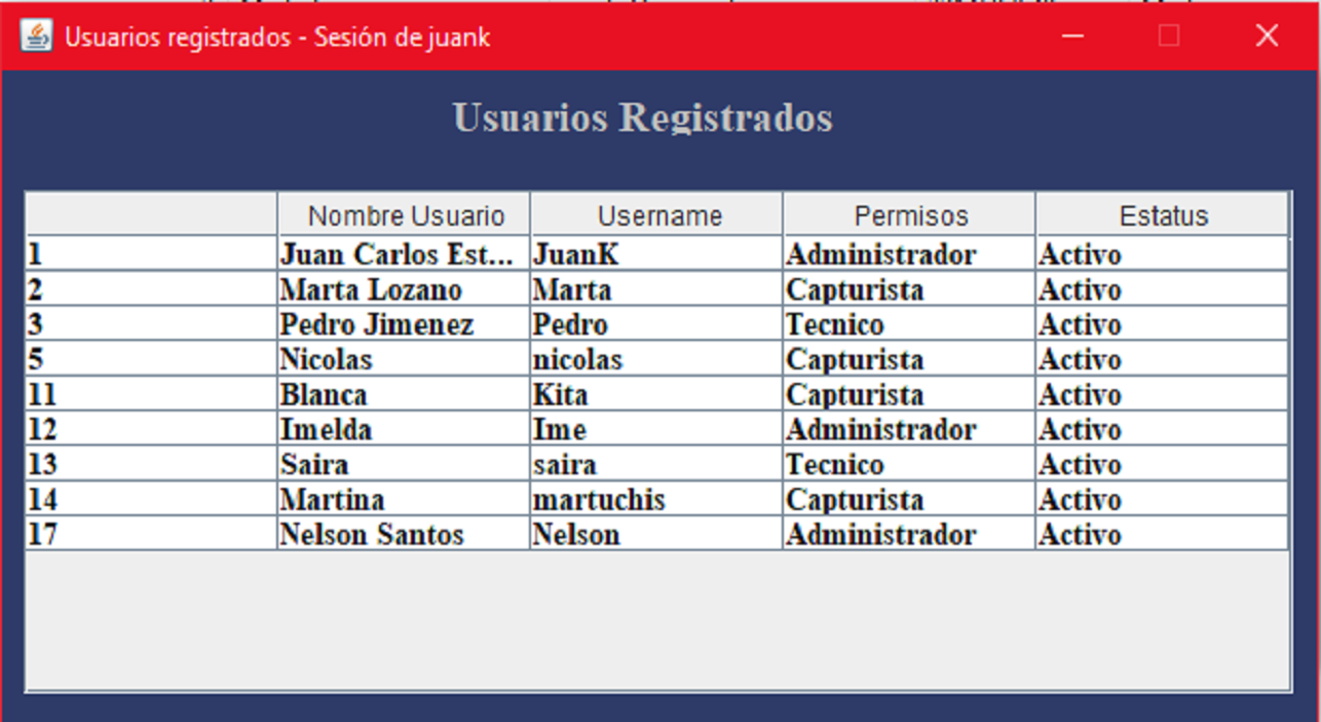 Usuarios registrados - Sesión de juank
Usuarios Registrados
Nombre Usuario Username Permisos Estatus
1 Juan Carlos Est... JuanK Administrador Activo
2 Marta Lozano Marta Capturista Activo
3 Pedro Jimenez Pedro Tecnico Activo
5 Nicolas nicolas Capturista Activo
11 Blanca Kita Capturista Activo
12 Imelda Ime Administrador Activo
13 Saira saira Tecnico Activo
14 Martina martuchis Capturista Activo
17 Nelson Santos Nelson Administrador Activo